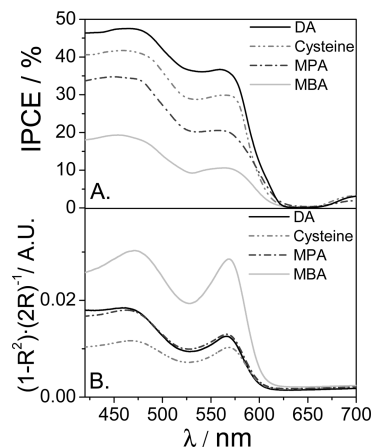 50
40
30
20
10
0
IPCE / %
DA
Cysteine
MPA
MBA
A.
0.02
0.00
(1-R²)·(2R)⁻¹/ A.U.
DA
Cysteine
MPA
MBA
B.
450 500 550 600 650 700
λ / nm